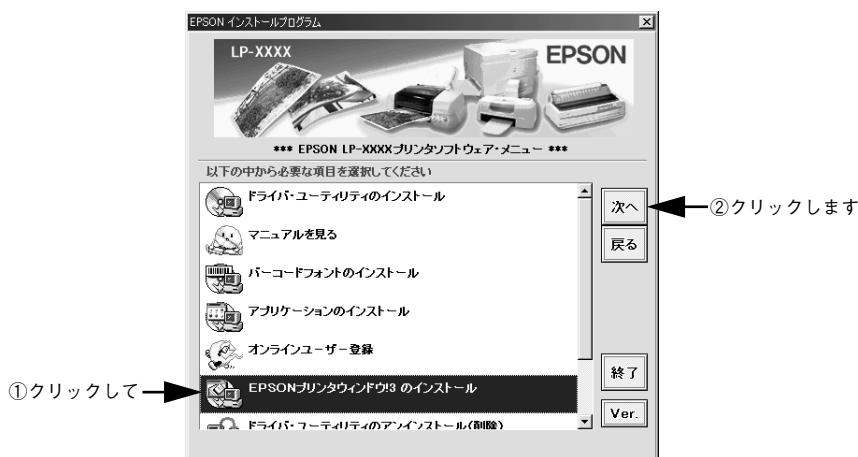 EPSON インストールプログラム
LP-XXXX
EPSON
*** EPSON LP-XXXXプリンタソフトウェア・メニュー ***
以下の中から必要な項目を選択してください
ドライバ・ユーティリティのインストール
マニュアルを見る
バーコードフォントのインストール
アプリケーションのインストール
オンラインユーザー登録
EPSONプリンタウィンドウ!3 のインストール
ドライバ・ユーティリティのアンインストール(削除)
次へ
戻る
終了
Ver.
①クリックして
②クリックします